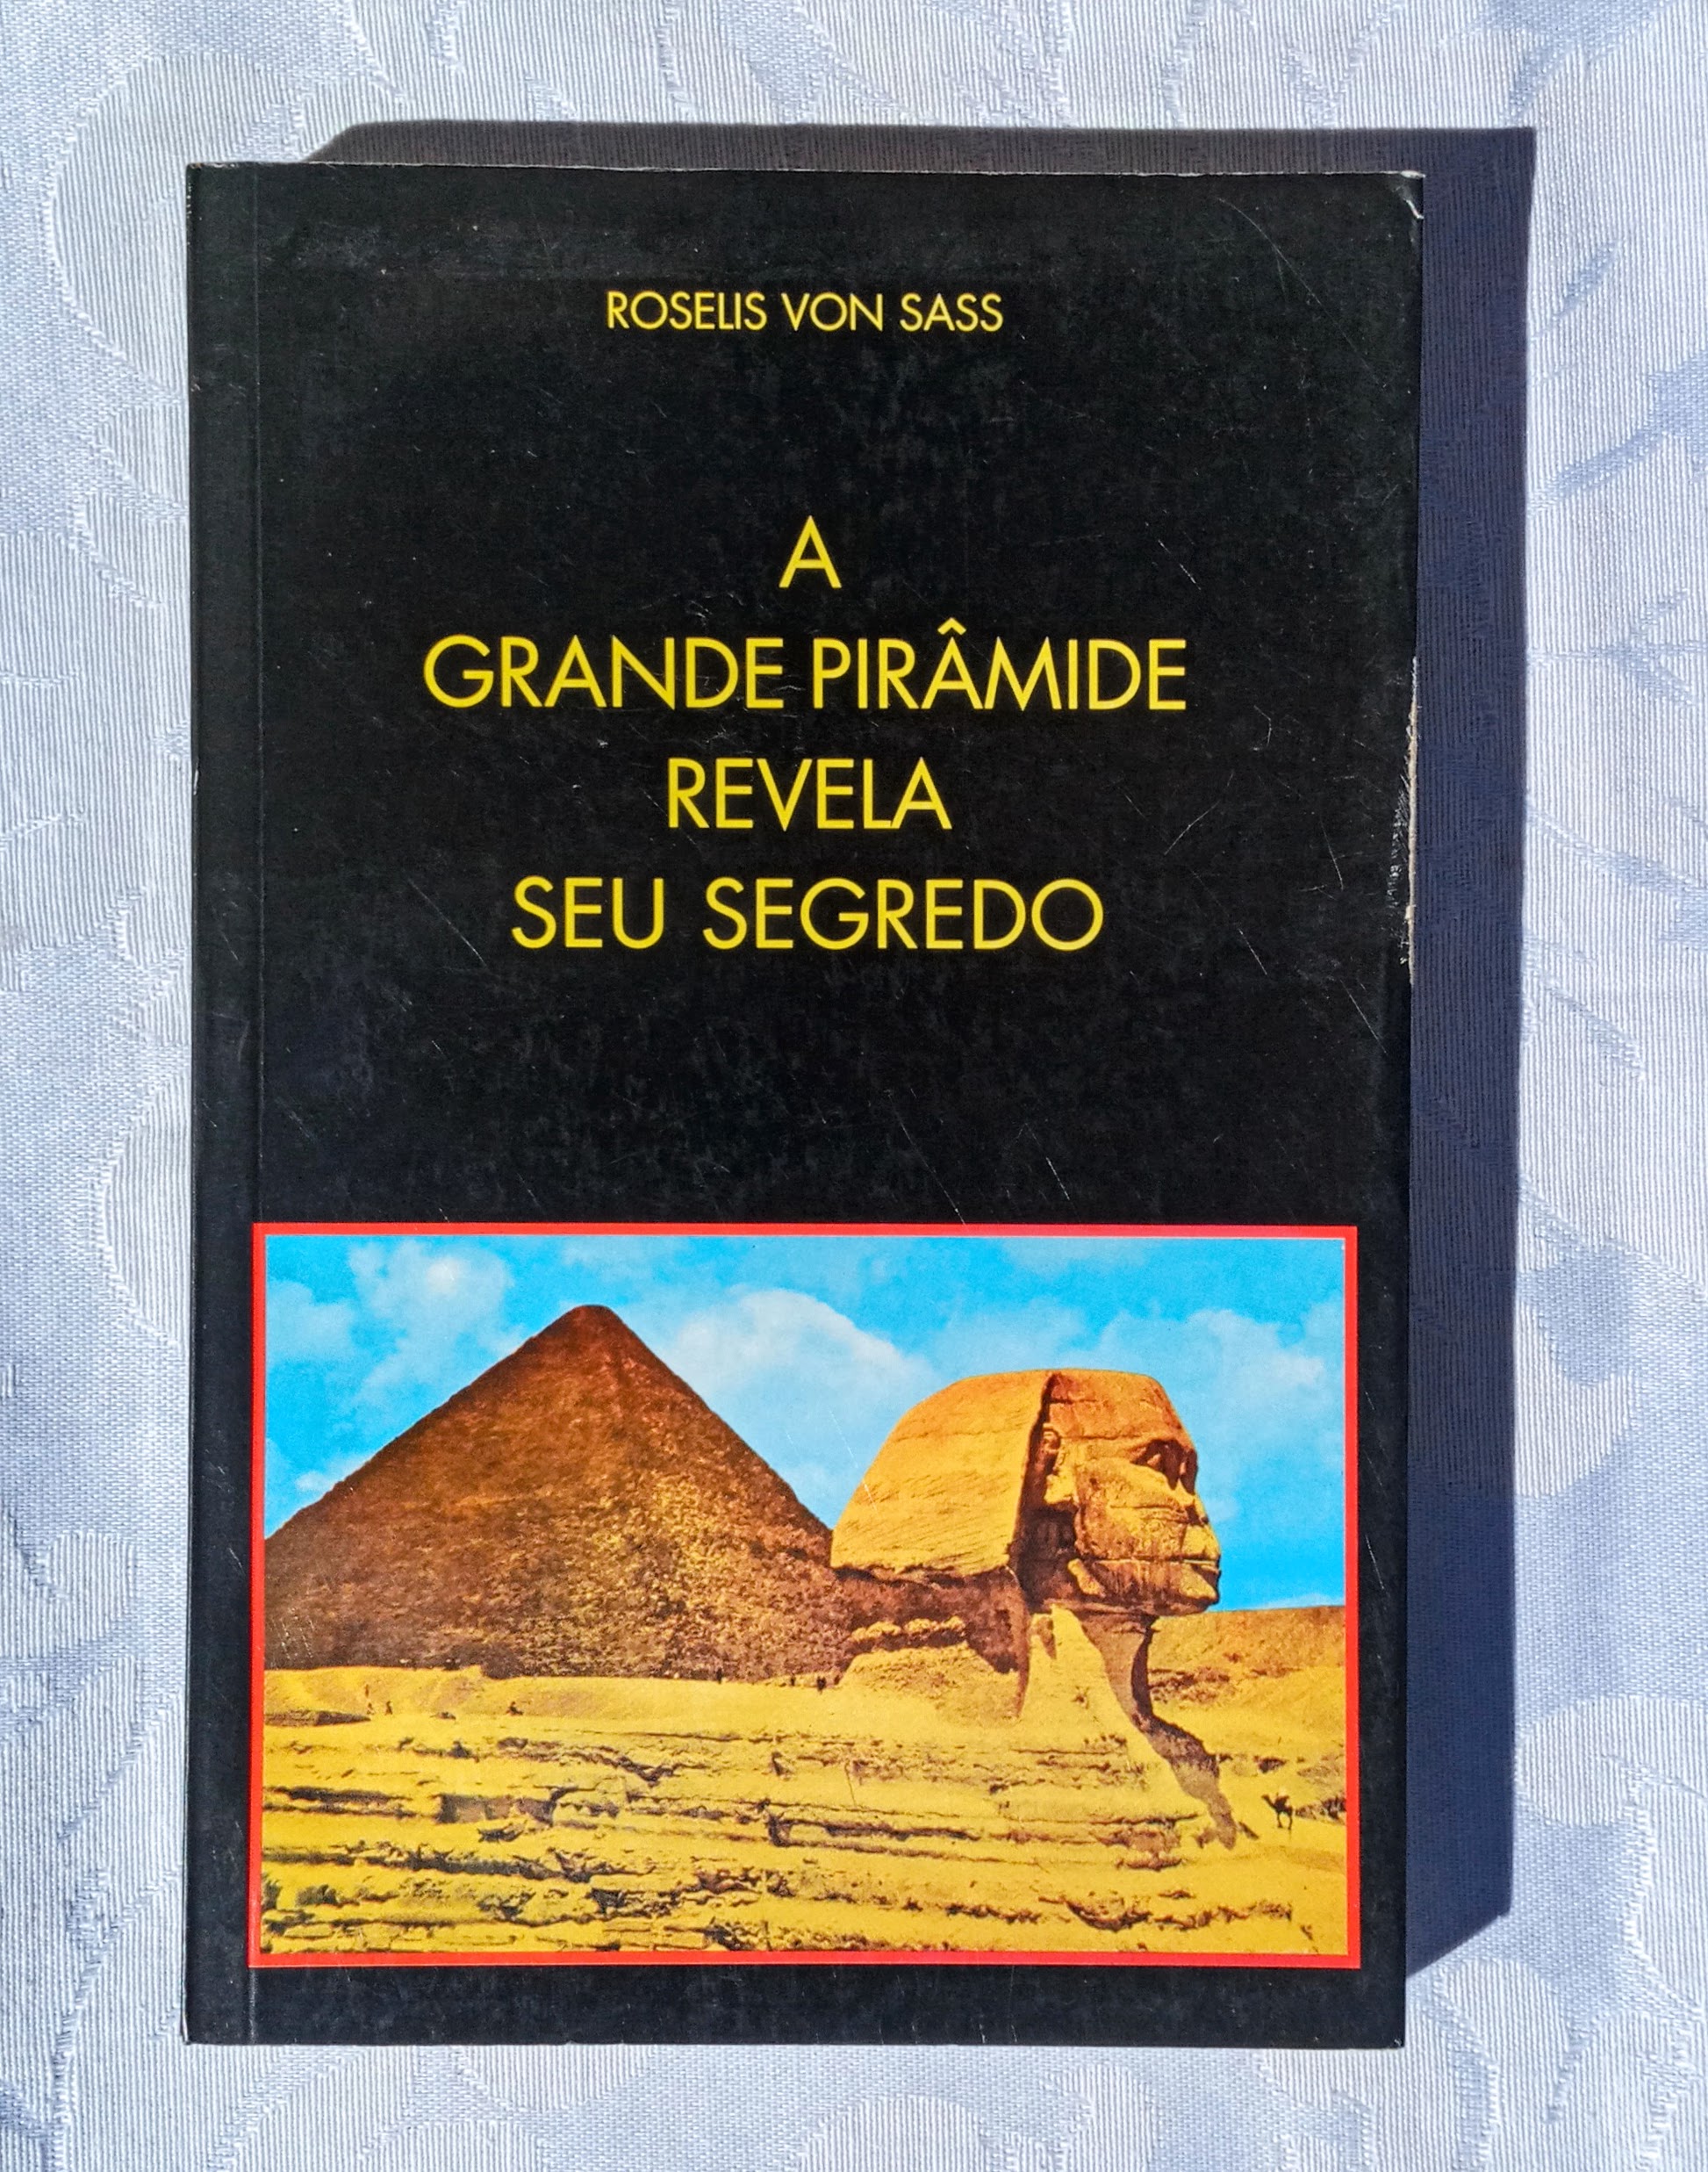 ROSELIS VON SASS
A
GRANDE PIRÂMIDE
REVELA
SEU SEGREDO